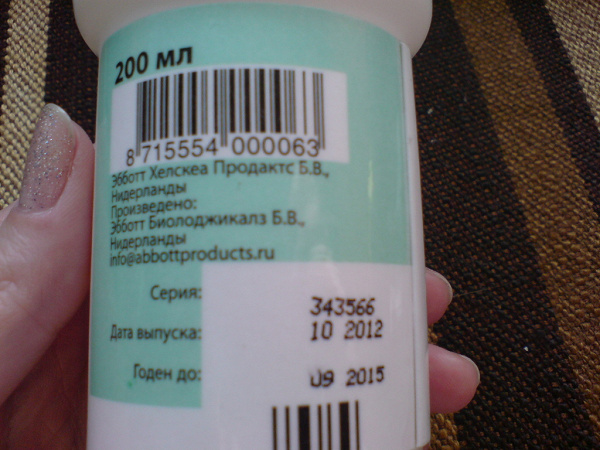 200 мл
8 715554 000063
Эбботт Хелскеа Продактс Б.В.,
Нидерланды
Произведено:
Эбботт Биолоджикалз Б.В.,
Нидерланды
info@abbottproducts.ru
Серия: 343566
Дата выпуска: 10 2012
Годен до: 09 2015